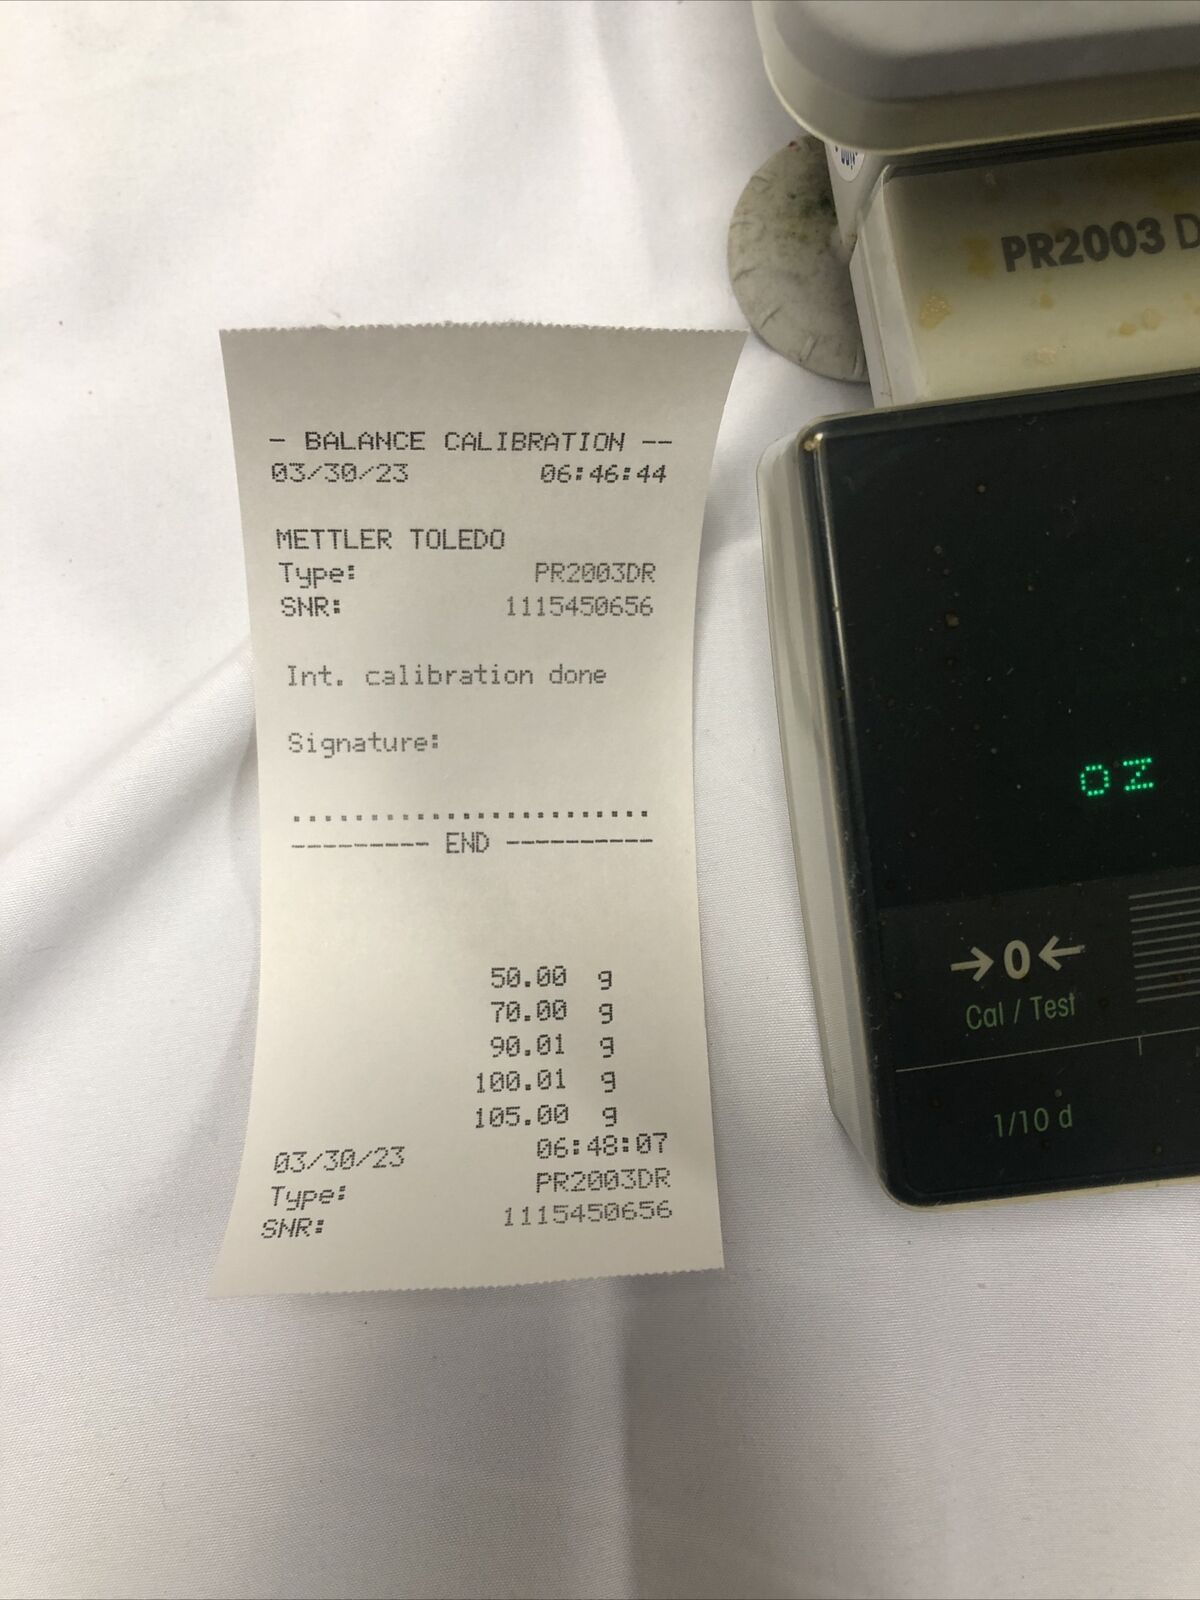 - BALANCE CALIBRATION --
03/30/23 06:46:44
METTLER TOLEDO
Type: PR2003DR
SNR: 1115450656
Int. calibration done
Signature:
.......................
--------- END ---------
50.00 g
70.00 g
90.01 g
100.01 g
105.00 g
03/30/23 06:48:07
Type: PR2003DR
SNR: 1115450656
PR2003 D
oz
→0←
Cal / Test
1/10 d